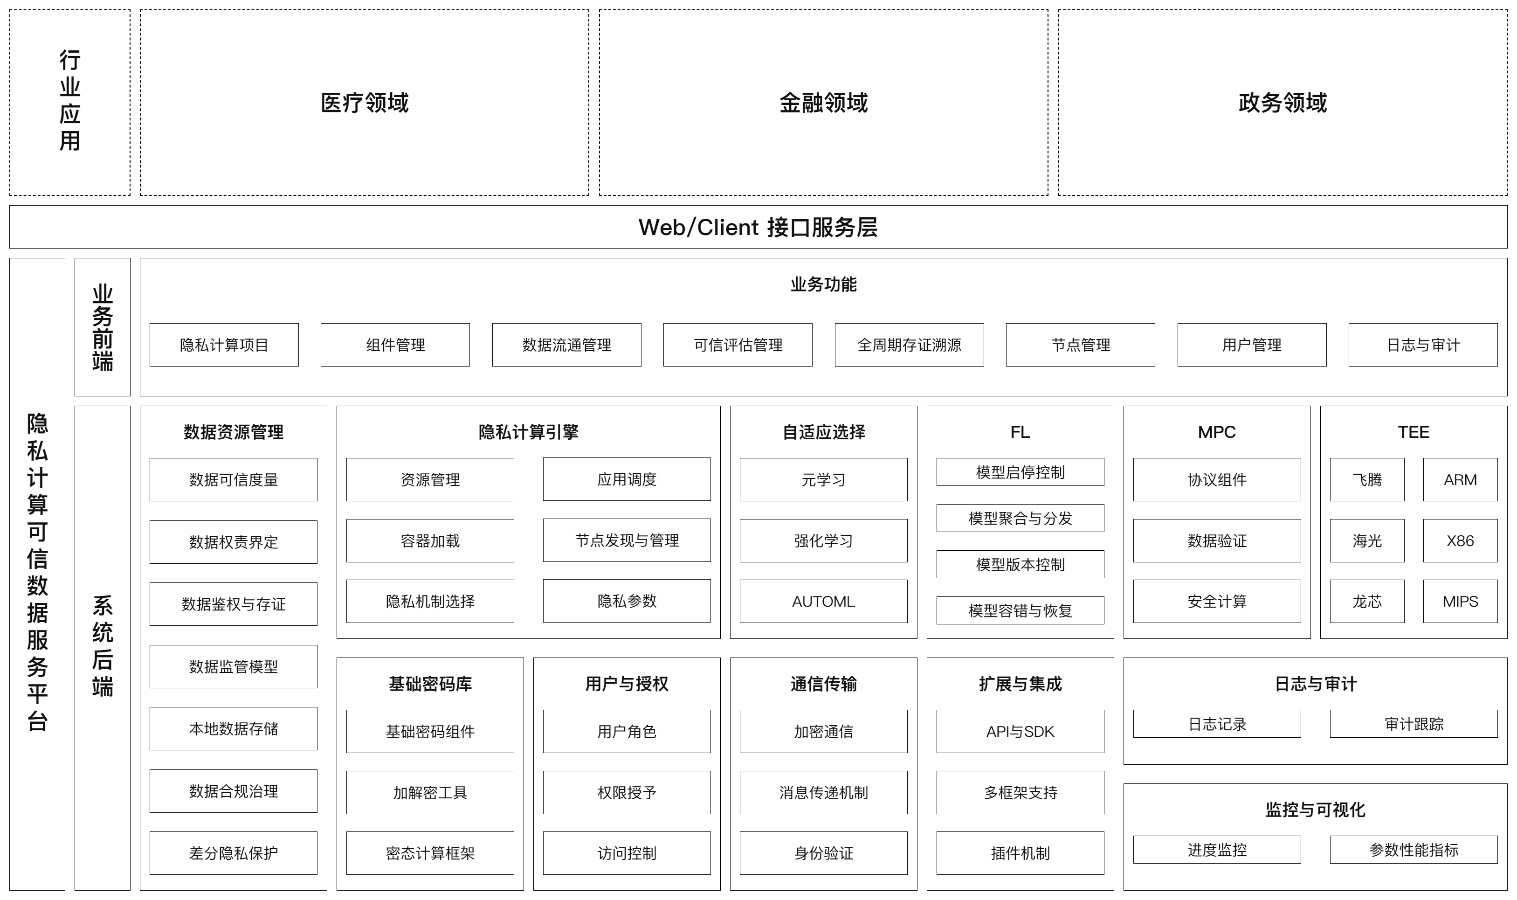 行业应用
医疗领域
金融领域
政务领域
Web/Client 接口服务层
隐私计算可信数据服务平台
业务前端
业务功能
隐私计算项目
组件管理
数据流通管理
可信评估管理
全周期存证溯源
节点管理
用户管理
日志与审计
系统后端
数据资源管理
数据可信度量
数据权责界定
数据鉴权与存证
数据监管模型
本地数据存储
数据合规治理
差分隐私保护
隐私计算引擎
资源管理
应用调度
容器加载
节点发现与管理
隐私机制选择
隐私参数
自适应选择
元学习
强化学习
AUTOML
FL
模型启停控制
模型聚合与分发
模型版本控制
模型容错与恢复
MPC
协议组件
数据验证
安全计算
TEE
飞腾
ARM
海光
X86
龙芯
MIPS
基础密码库
基础密码组件
加解密工具
密态计算框架
用户与授权
用户角色
权限授予
访问控制
通信传输
加密通信
消息传递机制
身份验证
扩展与集成
API与SDK
多框架支持
插件机制
日志与审计
日志记录
审计跟踪
监控与可视化
进度监控
参数性能指标